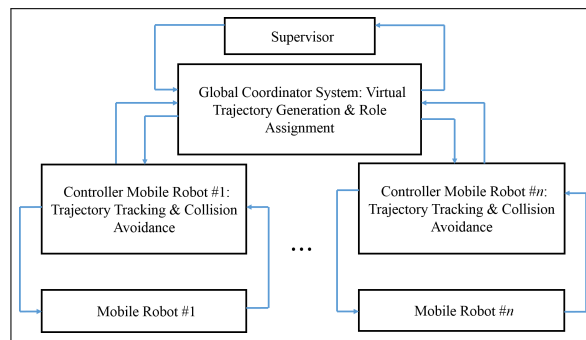 Supervisor
Global Coordinator System: Virtual
Trajectory Generation & Role
Assignment
Controller Mobile Robot #1:
Trajectory Tracking & Collision
Avoidance
Controller Mobile Robot #n:
Trajectory Tracking & Collision
Avoidance
...
Mobile Robot #1
Mobile Robot #n